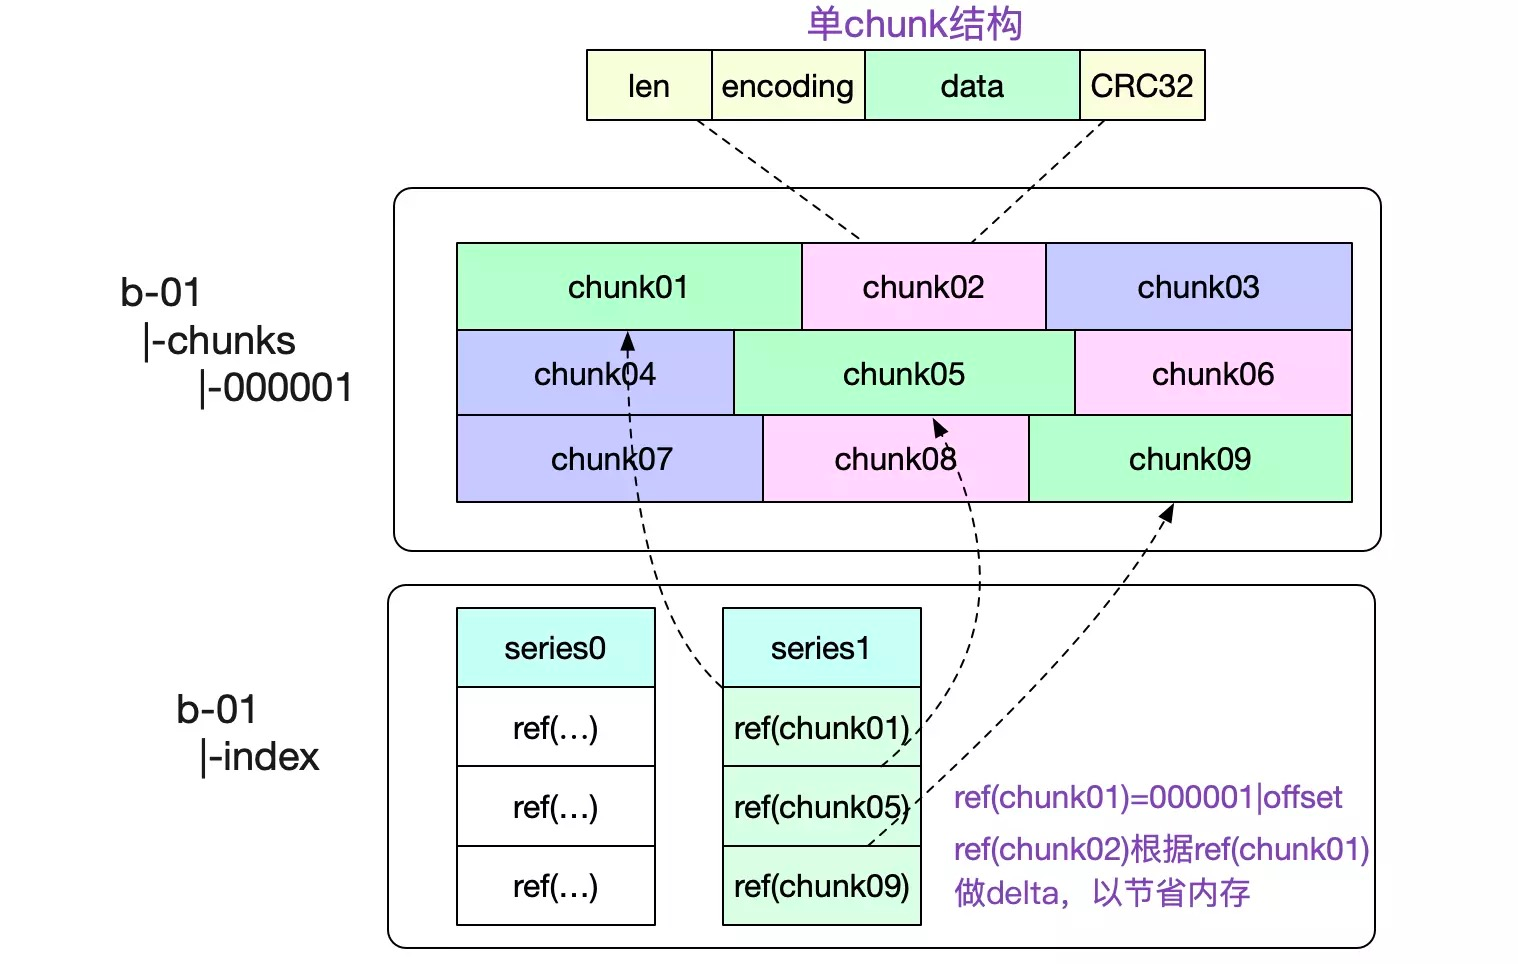 单chunk结构
len
encoding
data
CRC32
b-01
|-chunks
|-000001
chunk01
chunk02
chunk03
chunk04
chunk05
chunk06
chunk07
chunk08
chunk09
b-01
|-index
series0
ref(…)
ref(…)
ref(…)
series1
ref(chunk01)
ref(chunk05)
ref(chunk09)
ref(chunk01)=000001|offset
ref(chunk02)根据ref(chunk01)
做delta，以节省内存